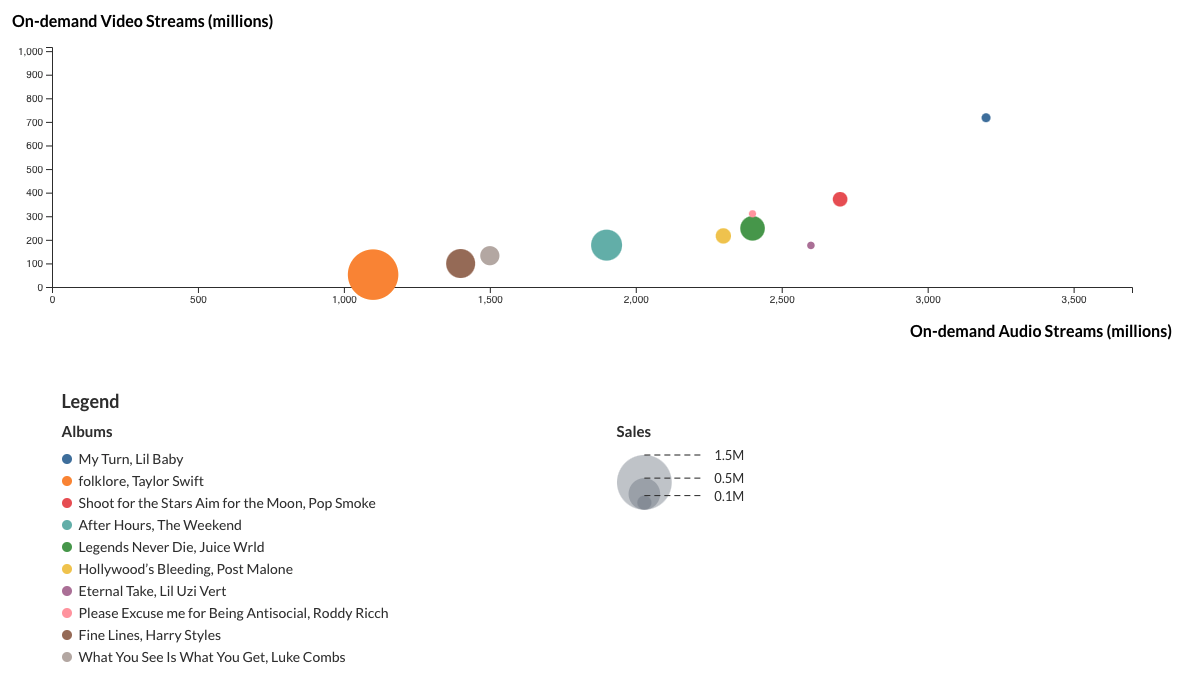 On-demand Video Streams (millions)
1,000
900
800
700
600
500
400
300
200
100
0
0 500 1,000 1,500 2,000 2,500 3,000 3,500
On-demand Audio Streams (millions)
Legend
Albums
My Turn, Lil Baby
folklore, Taylor Swift
Shoot for the Stars Aim for the Moon, Pop Smoke
After Hours, The Weekend
Legends Never Die, Juice Wrld
Hollywood’s Bleeding, Post Malone
Eternal Take, Lil Uzi Vert
Please Excuse me for Being Antisocial, Roddy Ricch
Fine Lines, Harry Styles
What You See Is What You Get, Luke Combs
Sales
1.5M
0.5M
0.1M